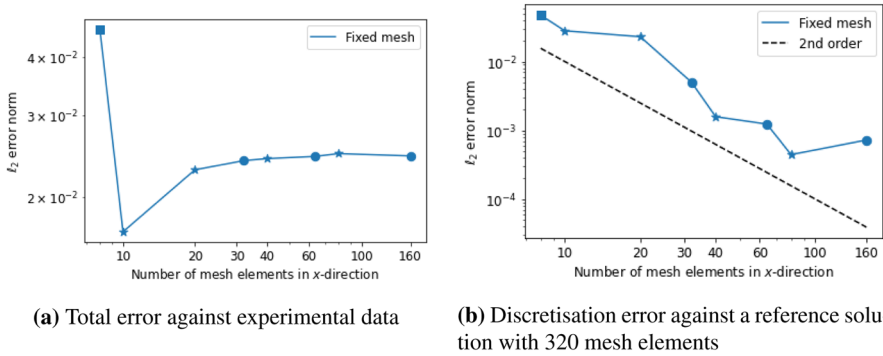 Fixed mesh
4 × 10⁻²
3 × 10⁻²
2 × 10⁻²
ℓ₂ error norm
10 20 30 40 60 100 160
Number of mesh elements in x-direction
(a) Total error against experimental data
Fixed mesh
2nd order
10⁻²
10⁻³
10⁻⁴
ℓ₂ error norm
10 20 30 40 60 100 160
Number of mesh elements in x-direction
(b) Discretisation error against a reference solu
tion with 320 mesh elements